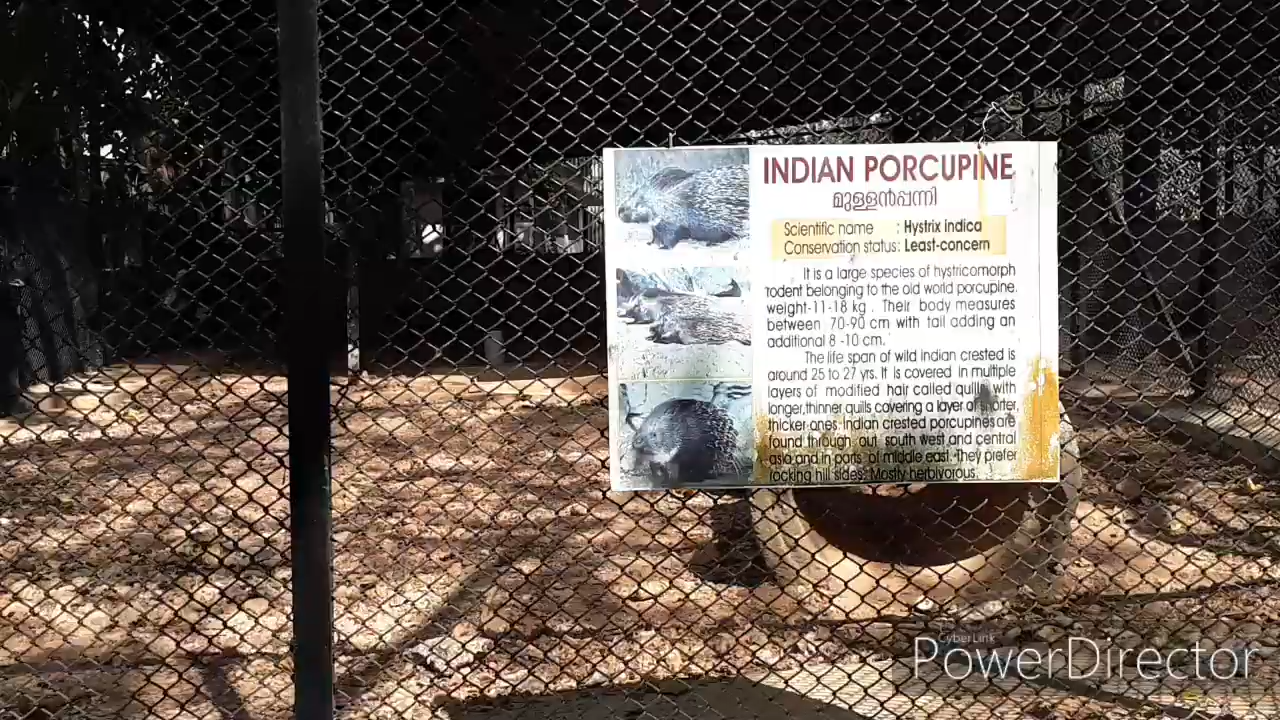 INDIAN PORCUPINE
മുള്ളൻപ്പന്നി
Scientific name : Hystrix indica
Conservation status: Least-concern
It is a large species of hystricomorph
rodent belonging to the old world porcupine.
weight-11-18 kg . Their body measures
between 70-90 cm with tail adding an
additional 8 -10 cm.
The life span of wild indian crested is
around 25 to 27 yrs. It is covered in multiple
layers of modified hair called quills with
longer,thinner quills covering a layer of shorter,
thicker ones. Indian crested porcupines are
found through out south west and central
asia and in parts of middle east. They prefer
rocking hill sides. Mostly herbivorous.
CyberLink
PowerDirector